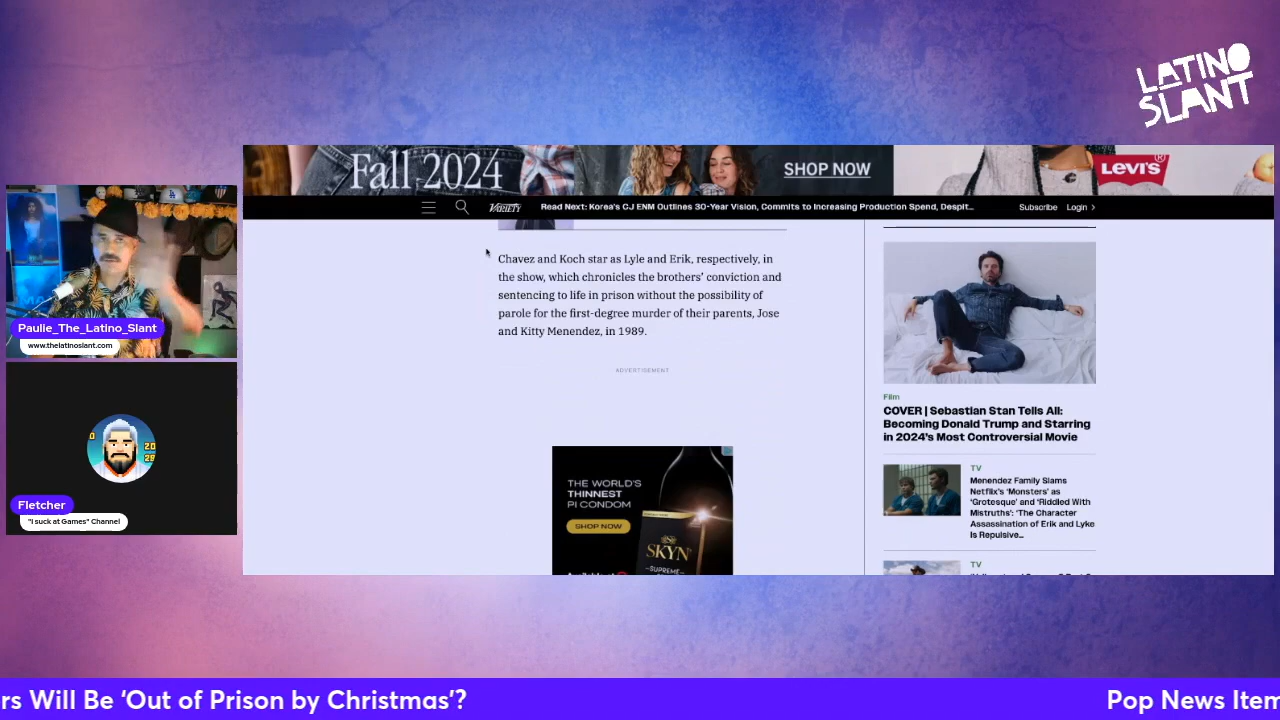 LATINO
SLANT
Fall 2024
SHOP NOW
LEVI'S
VARIETY
Read Next: Korea's CJ ENM Outlines 30-Year Vision, Commits to Increasing Production Spend, Despit...
Subscribe
Login
Chavez and Koch star as Lyle and Erik, respectively, in
the show, which chronicles the brothers' conviction and
sentencing to life in prison without the possibility of
parole for the first-degree murder of their parents, Jose
and Kitty Menendez, in 1989.
ADVERTISEMENT
THE WORLD'S
THINNEST
PI CONDOM
SHOP NOW
SKYN
SUPREME
Film
COVER | Sebastian Stan Tells All:
Becoming Donald Trump and Starring
in 2024's Most Controversial Movie
TV
Menendez Family Slams
Netflix's 'Monsters' as
'Grotesque' and 'Riddled With
Mistruths': 'The Character
Assassination of Erik and Lyke
Is Repulsive...
TV
Paulie_The_Latino_Slant
www.thelatinoslant.com
0
20
29
Fletcher
"I suck at Games" Channel
rs Will Be ‘Out of Prison by Christmas’?
Pop News Item